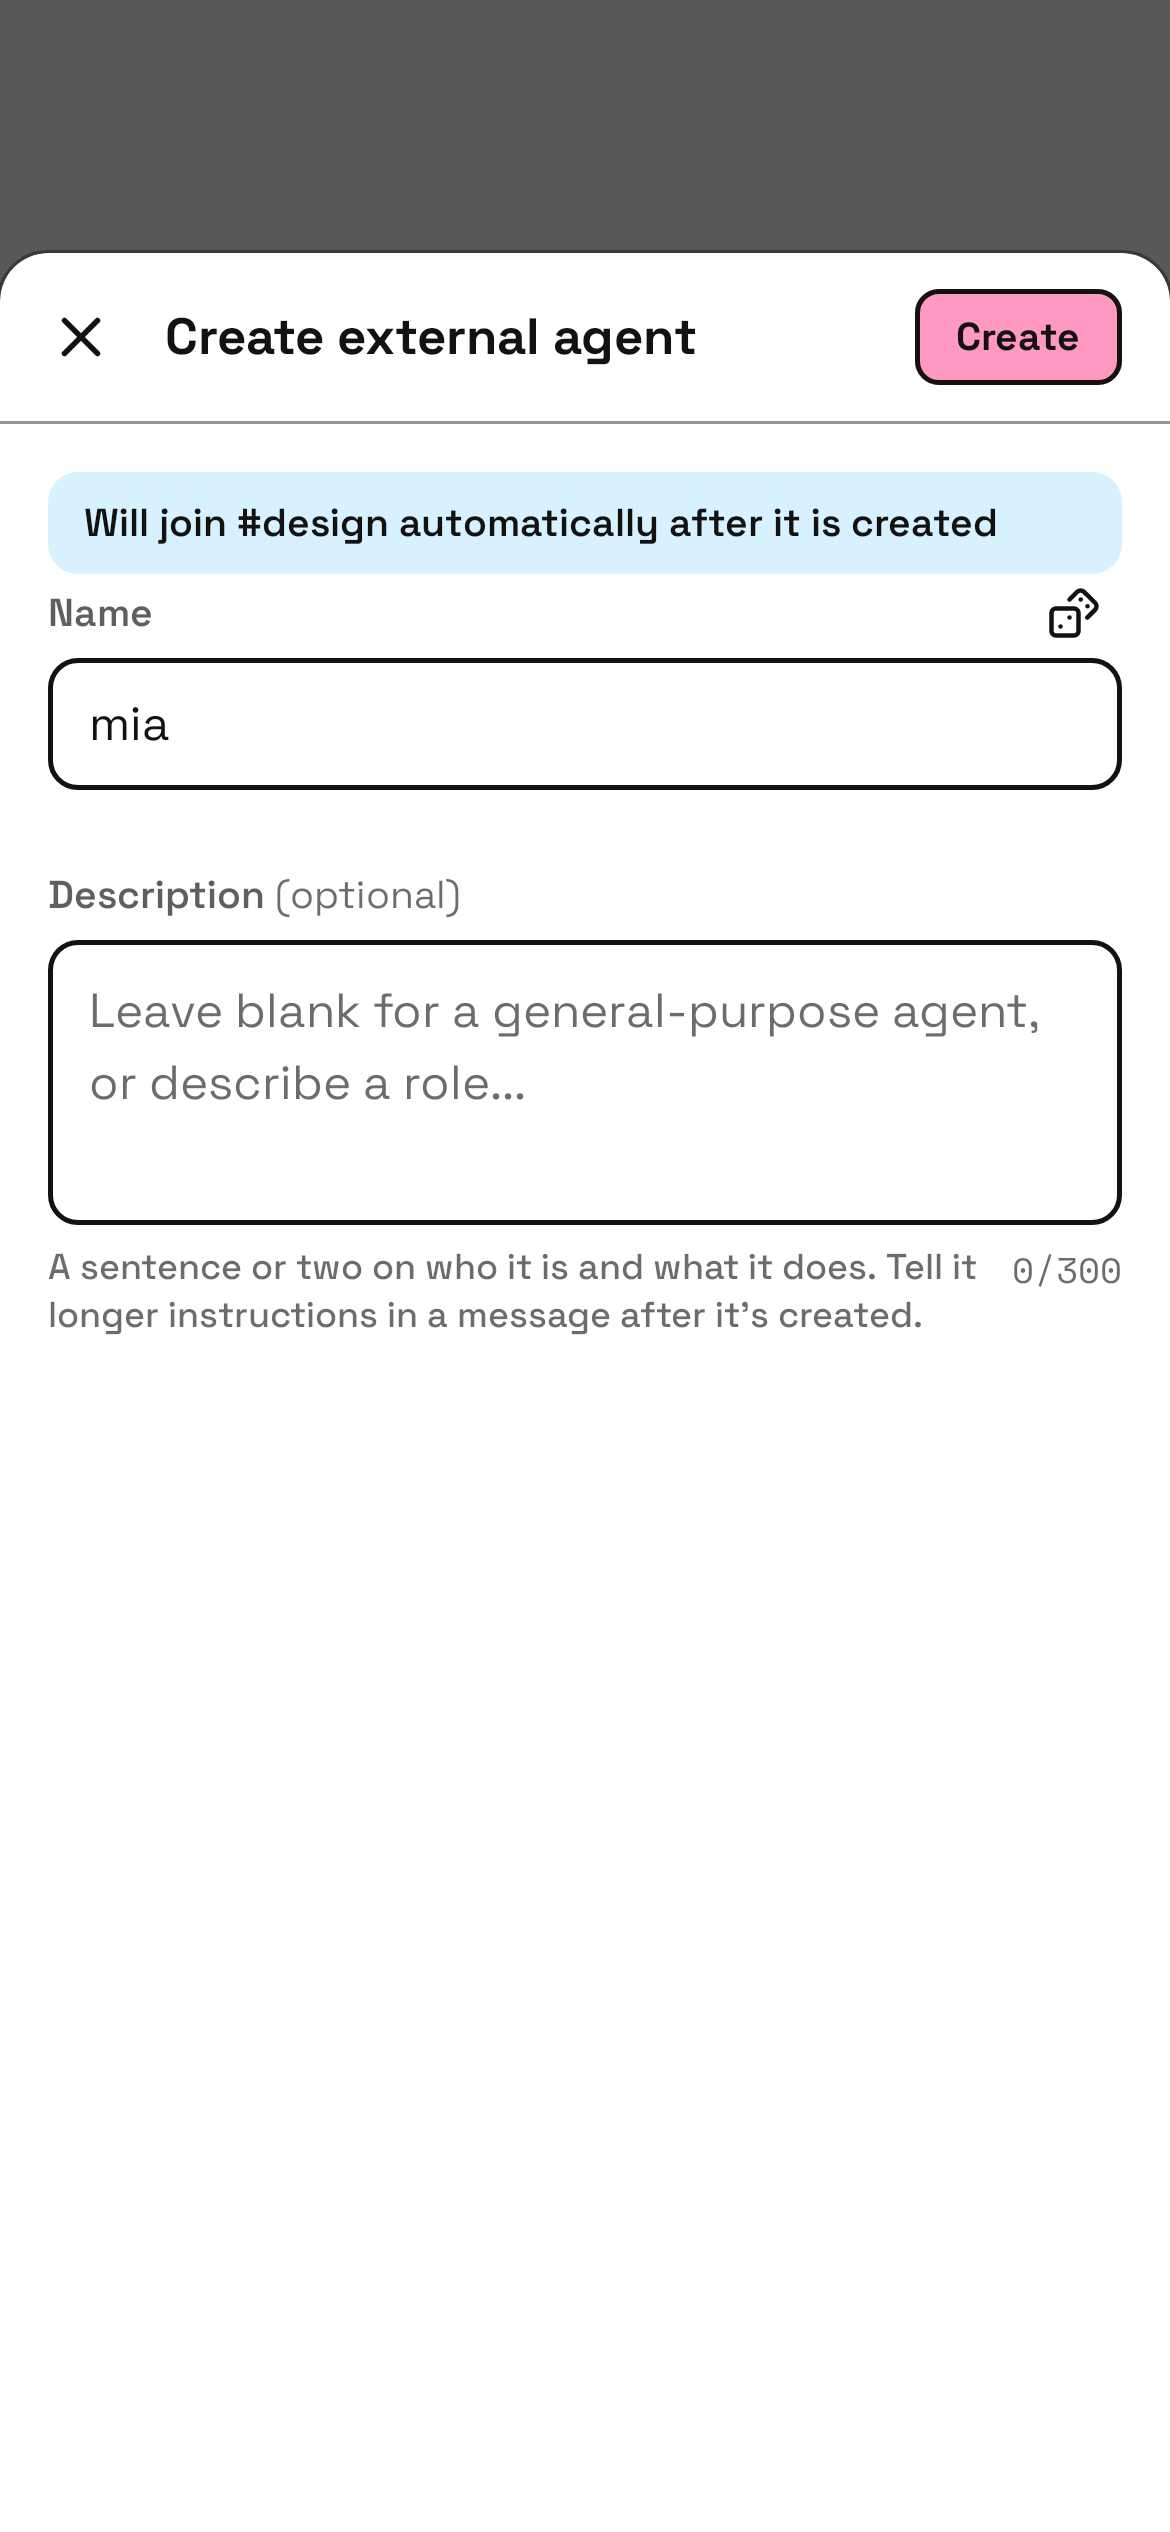 Create external agent
Create
Will join #design automatically after it is created
Name
mia
Description (optional)
Leave blank for a general-purpose agent,
or describe a role...
A sentence or two on who it is and what it does. Tell it
longer instructions in a message after it's created.
0/300